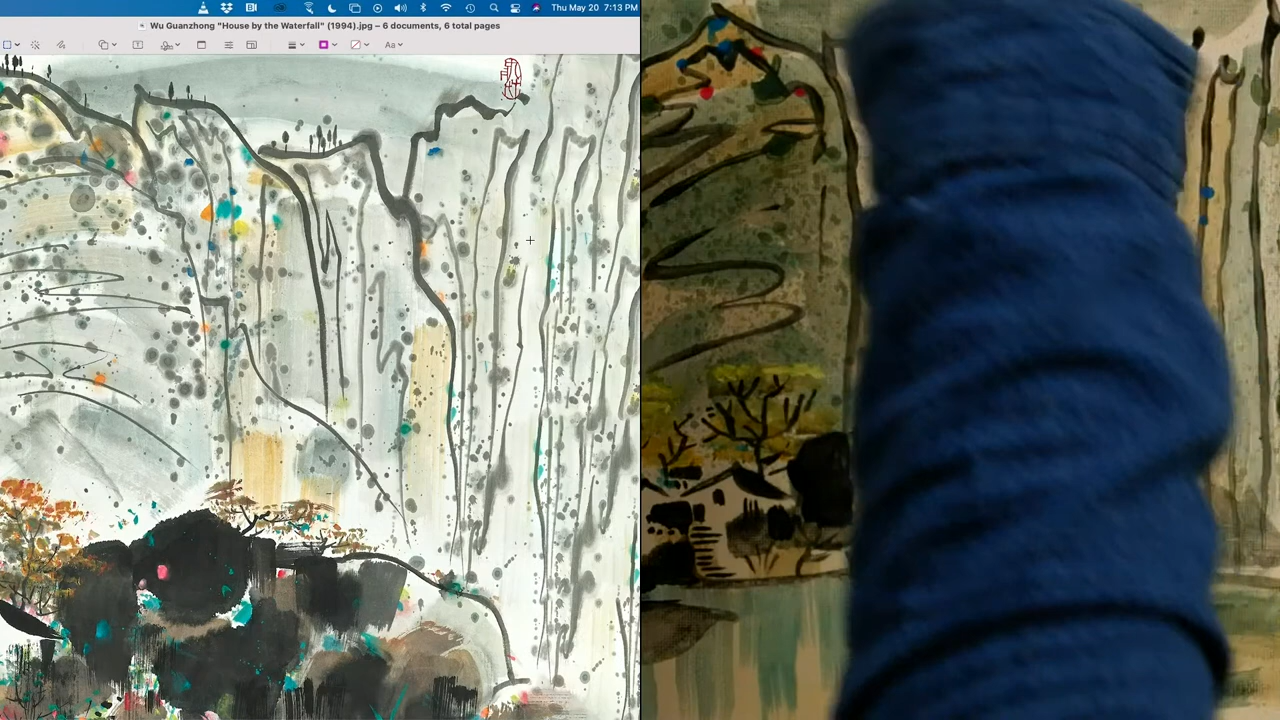 Thu May 20 7:13 PM
Wu Guanzhong "House by the Waterfall" (1994).jpg – 6 documents, 6 total pages
Aa